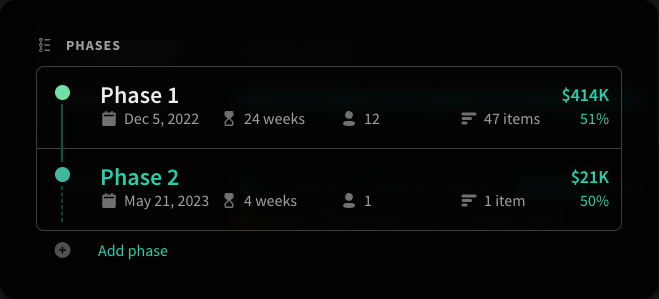 PHASES
Phase 1 $414K
Dec 5, 2022 24 weeks 12 47 items 51%
Phase 2 $21K
May 21, 2023 4 weeks 1 1 item 50%
Add phase